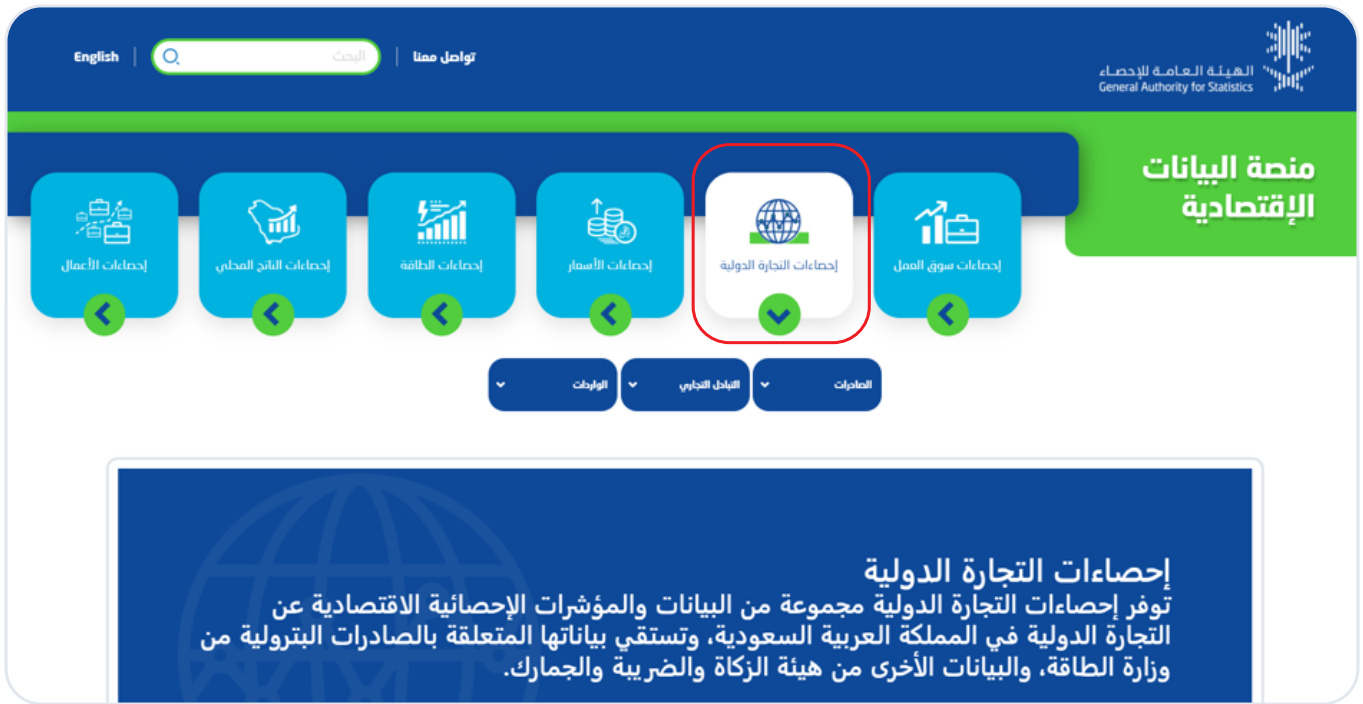 الهيئة العامة للإحصاء
General Authority for Statistics
تواصل معنا
البحث
English
منصة البيانات
الإقتصادية
إحصاءات سوق العمل
إحصاءات التجارة الدولية
إحصاءات الأسعار
إحصاءات الطاقة
إحصاءات الناتج المحلي
إحصاءات الأعمال
الصادرات
التبادل التجاري
الواردات
إحصاءات التجارة الدولية
توفر إحصاءات التجارة الدولية مجموعة من البيانات والمؤشرات الإحصائية الاقتصادية عن
التجارة الدولية في المملكة العربية السعودية، وتستقي بياناتها المتعلقة بالصادرات البترولية من
وزارة الطاقة، والبيانات الأخرى من هيئة الزكاة والضريبة والجمارك.